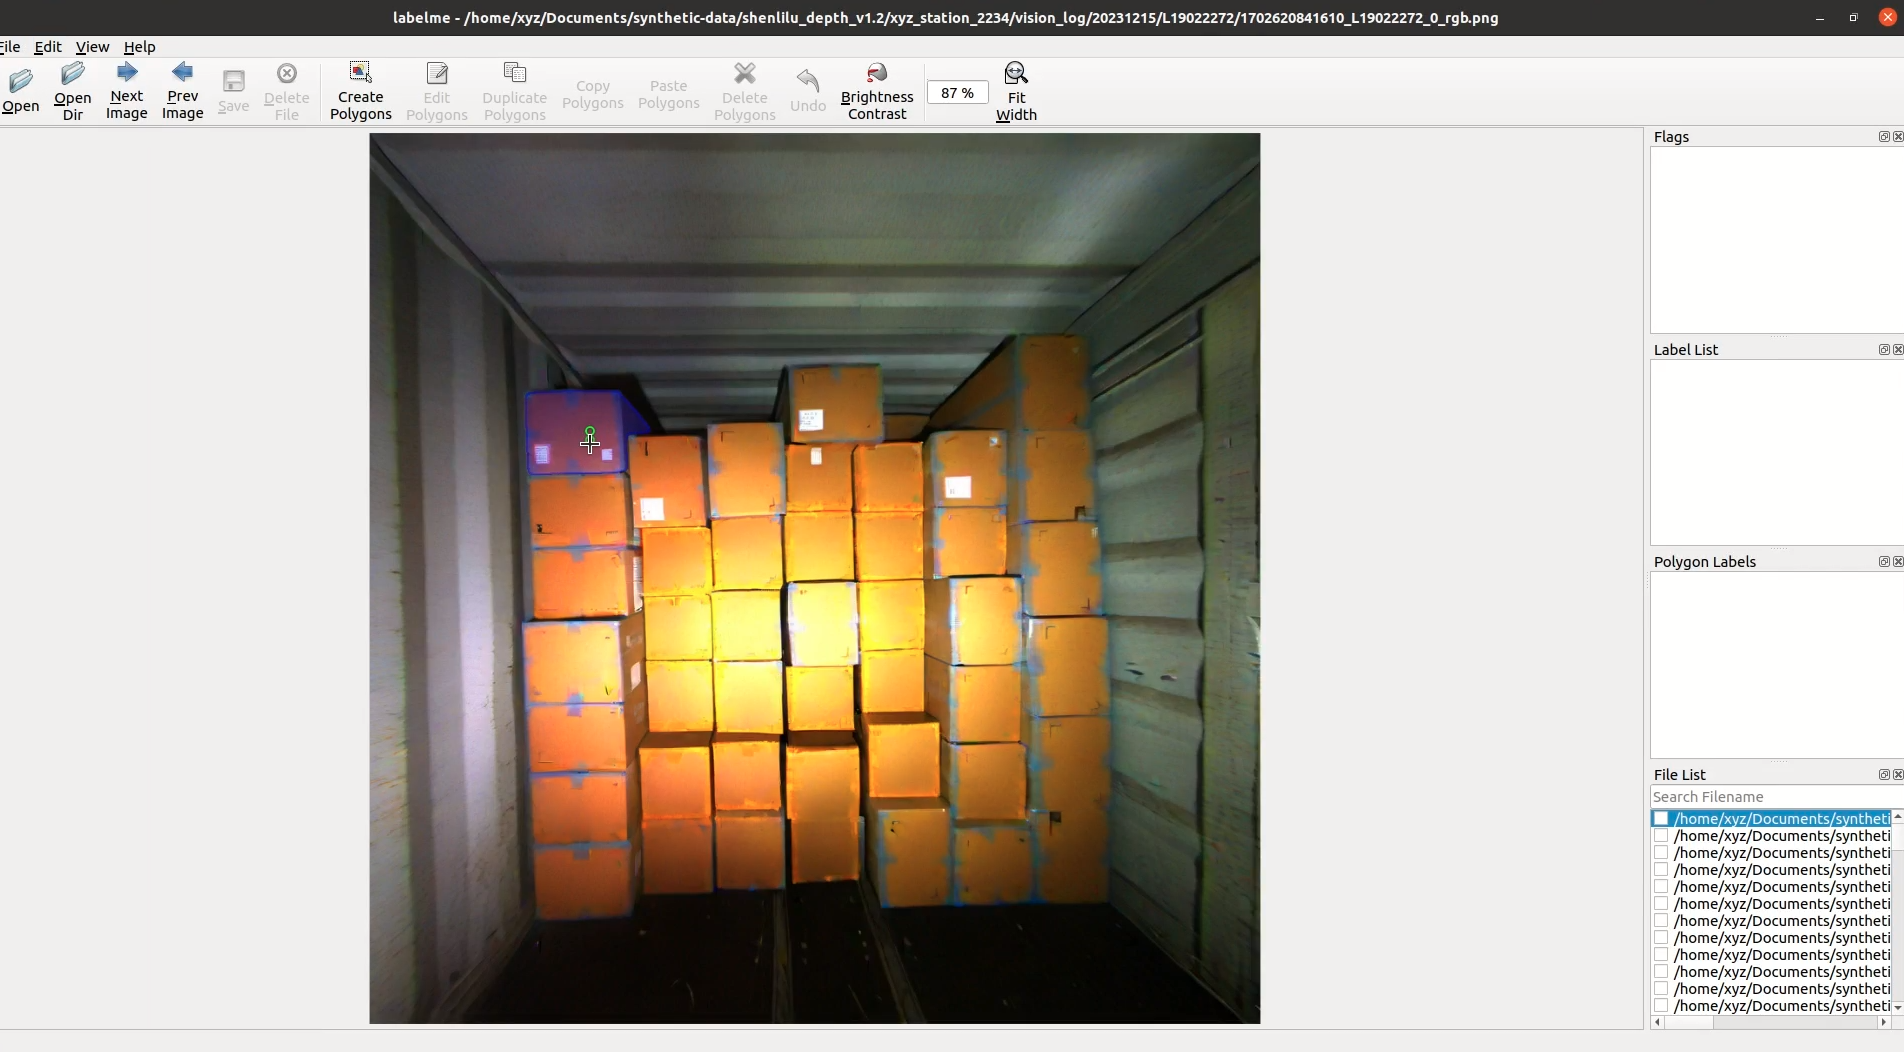 labelme - /home/xyz/Documents/synthetic-data/shenlilu_depth_v1.2/xyz_station_2234/vision_log/20231215/L19022272/1702620841610_L19022272_0_rgb.png
File Edit View Help
Open
Open Dir
Next Image
Prev Image
Save
Delete File
Create Polygons
Edit Polygons
Duplicate Polygons
Copy Polygons
Paste Polygons
Delete Polygons
Undo
Brightness Contrast
87 %
Fit Width
Flags
Label List
Polygon Labels
File List
Search Filename
/home/xyz/Documents/syntheti
/home/xyz/Documents/syntheti
/home/xyz/Documents/syntheti
/home/xyz/Documents/syntheti
/home/xyz/Documents/syntheti
/home/xyz/Documents/syntheti
/home/xyz/Documents/syntheti
/home/xyz/Documents/syntheti
/home/xyz/Documents/syntheti
/home/xyz/Documents/syntheti
/home/xyz/Documents/syntheti
/home/xyz/Documents/syntheti